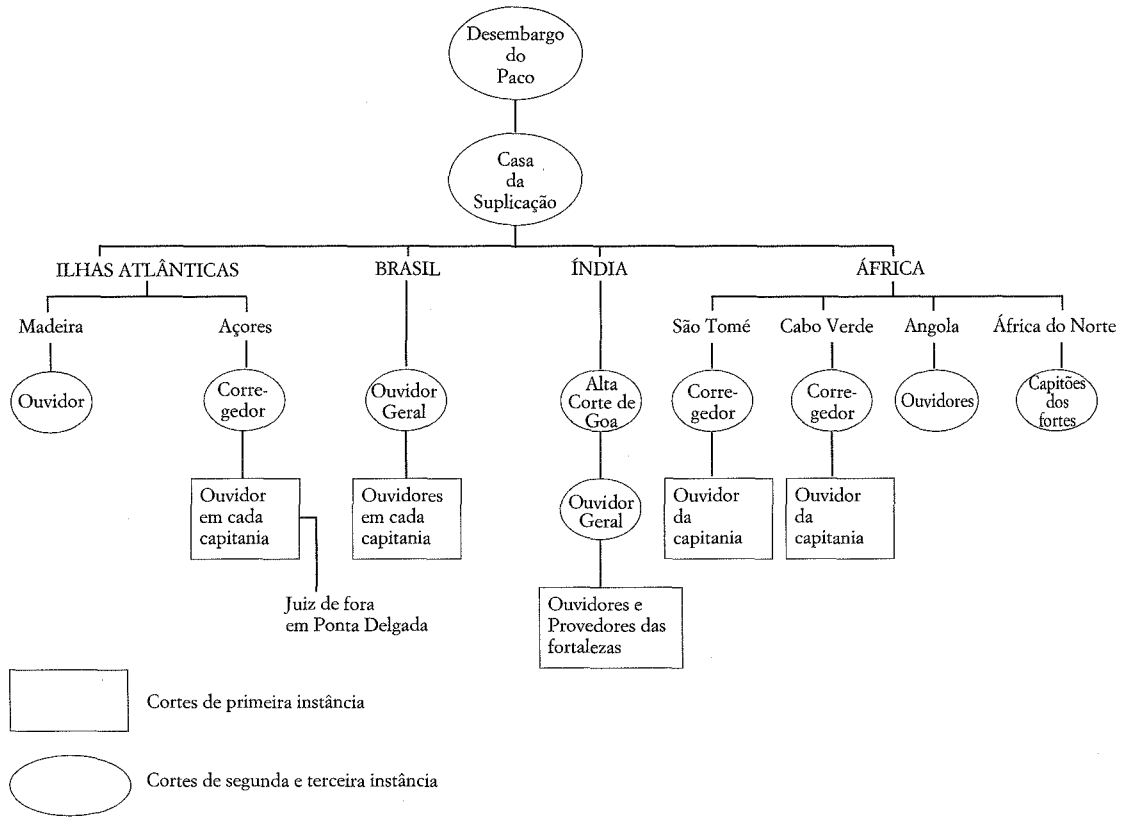 Desembargo
do
Paco
Casa
da
Suplicação
ILHAS ATLÂNTICAS
BRASIL
ÍNDIA
ÁFRICA
Madeira
Açores
São Tomé
Cabo Verde
Angola
África do Norte
Ouvidor
Corre-
gedor
Ouvidor
Geral
Alta
Corte de
Goa
Corre-
gedor
Corre-
gedor
Ouvidores
Capitões
dos
fortes
Ouvidor
em cada
capitania
Ouvidores
em cada
capitania
Ouvidor
Geral
Ouvidor
da
capitania
Ouvidor
da
capitania
Juiz de fora
em Ponta Delgada
Ouvidores e
Provedores das
fortalezas
Cortes de primeira instância
Cortes de segunda e terceira instância